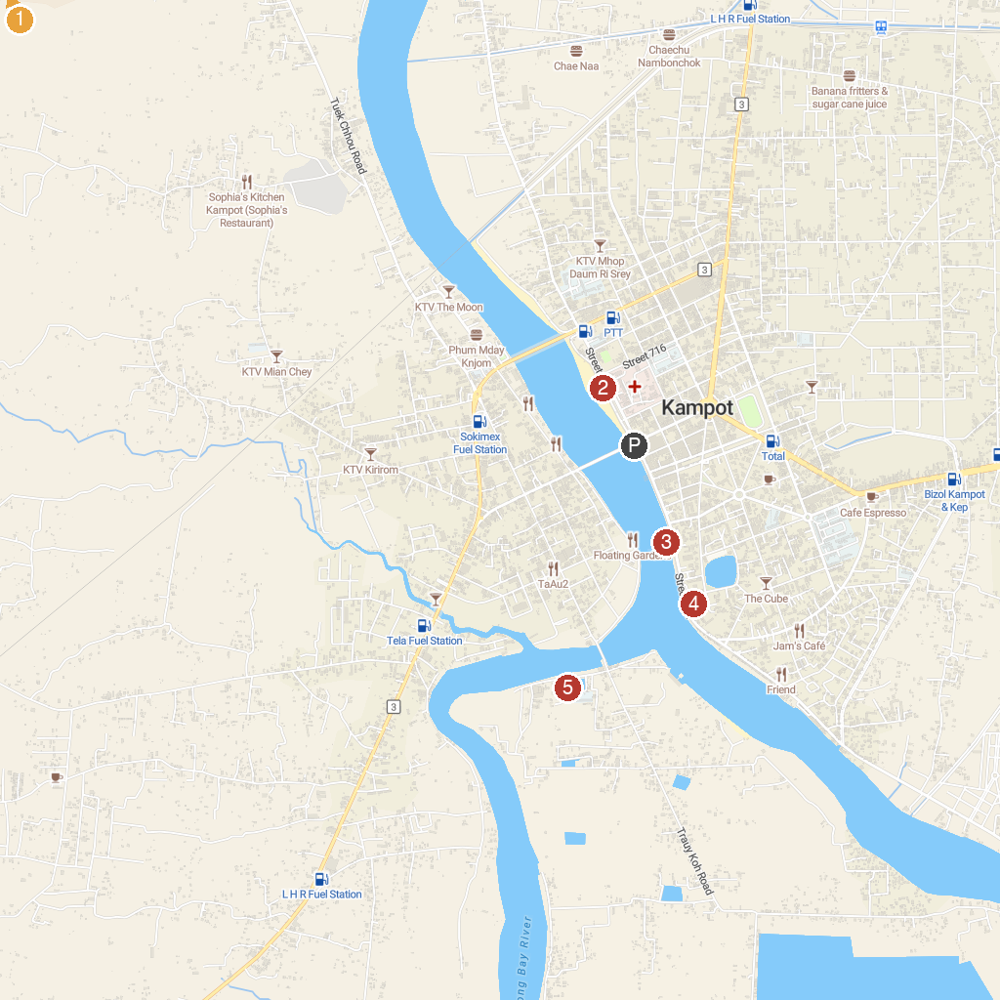 1
L H R Fuel Station
Chaechu
Nambonchok
Chae Naa
Banana fritters &
sugar cane juice
3
Tuek Chhou Road
Sophia's Kitchen
Kampot (Sophia's
Restaurant)
KTV Mhop
Daum Ri Srey
3
KTV The Moon
PTT
Phum Mday
Knjom
Street 716
Street
KTV Mian Chey
2
Kampot
Sokimex
Fuel Station
P
Total
KTV Kirirom
Bizol Kampot
& Kep
Cafe Espresso
3
Floating Garde
TaAu2
The Cube
Stree
4
Tela Fuel Station
Jam's Café
5
Friend
3
Trauy Koh Road
L H R Fuel Station
ong Bay River